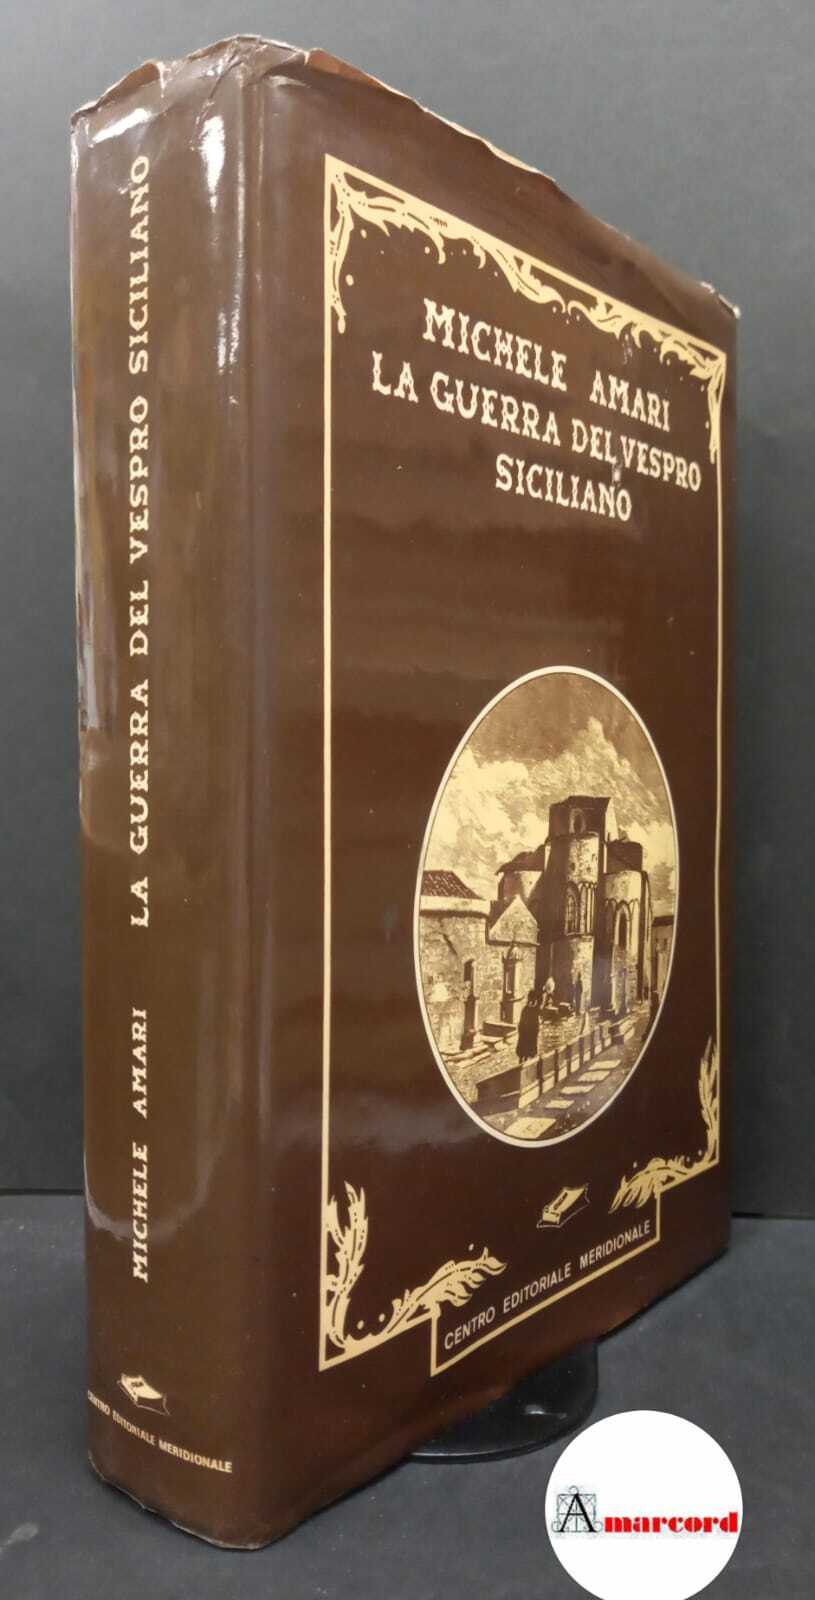 MICHELE AMARI LA GUERRA DEL VESPRO SICILIANO
CENTRO EDITORIALE MERIDIONALE
MICHELE AMARI
LA GUERRA DEL VESPRO
SICILIANO
CENTRO EDITORIALE MERIDIONALE
Amarcord